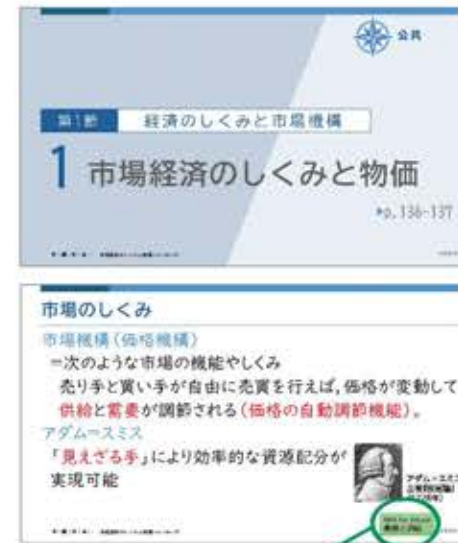 公共
第1節 経済のしくみと市場機構
1 市場経済のしくみと物価
p.136-137
市場のしくみ
市場機構(価格機構)
=次のような市場の機能やしくみ
売り手と買い手が自由に売買を行えば,価格が変動して
供給と需要が調節される(価格の自動調節機能)。
アダム=スミス
「見えざる手」により効率的な資源配分が
実現可能
アダム=スミス